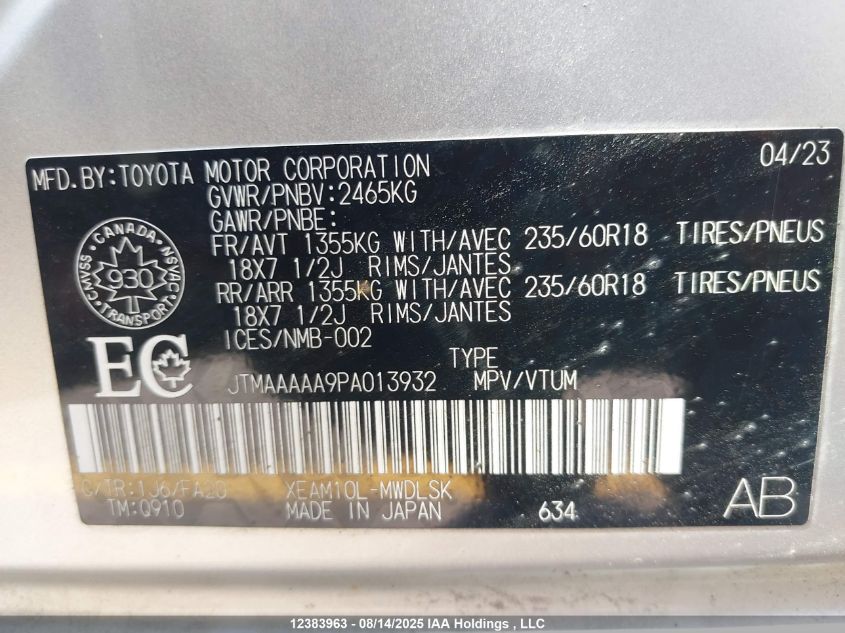 MFD.BY:TOYOTA MOTOR CORPORATION 04/23
GVWR/PNBV:2465KG
GAWR/PNBE:
FR/AVT 1355KG WITH/AVEC 235/60R18 TIRES/PNEUS
18X7 1/2J RIMS/JANTES
RR/ARR 1355KG WITH/AVEC 235/60R18 TIRES/PNEUS
18X7 1/2J RIMS/JANTES
ICES/NMB-002
CANADA
CMVSS 930 NSVAC
TRANSPORT
EC
TYPE
JTMAAAAA9PA013932 MPV/VTUM
C/TR:1J6/FA20 XEAM10L-MWDLSK
TM:Q910 MADE IN JAPAN 634 AB
12383963 - 08/14/2025 IAA Holdings , LLC